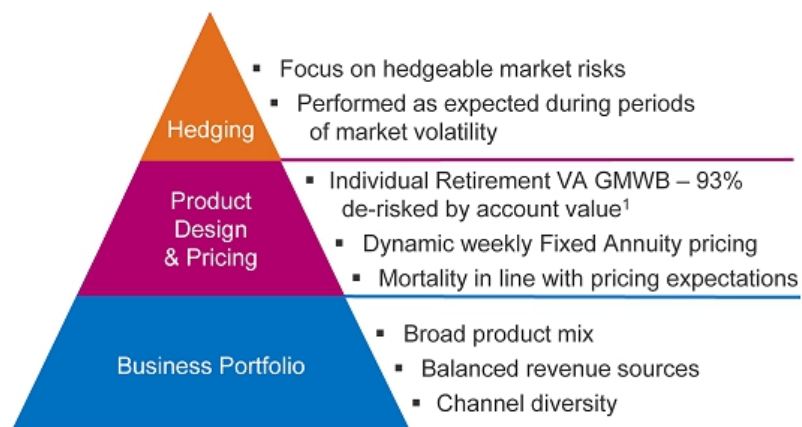 Hedging
▪ Focus on hedgeable market risks
▪ Performed as expected during periods
of market volatility
Product
Design
& Pricing
▪ Individual Retirement VA GMWB – 93%
de-risked by account value¹
▪ Dynamic weekly Fixed Annuity pricing
▪ Mortality in line with pricing expectations
Business Portfolio
▪ Broad product mix
▪ Balanced revenue sources
▪ Channel diversity